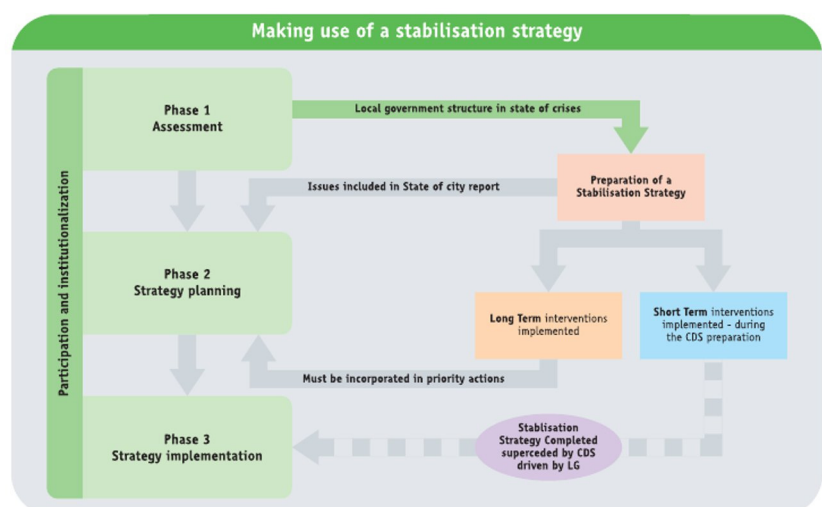 Making use of a stabilisation strategy
Participation and institutionalization
Phase 1
Assessment
Local government structure in state of crises
Preparation of a
Stabilisation Strategy
Issues included in State of city report
Phase 2
Strategy planning
Long Term interventions
implemented
Short Term interventions
implemented - during
the CDS preparation
Must be incorporated in priority actions
Phase 3
Strategy implementation
Stablisation
Strategy Completed
superceded by CDS
driven by LG